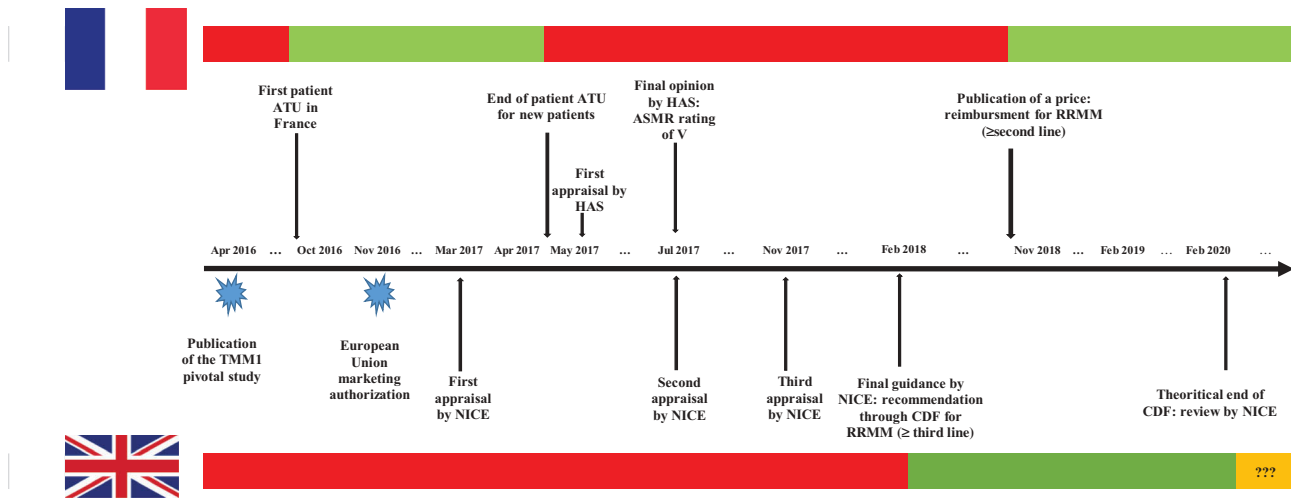 First patient
ATU in
France
End of patient ATU
for new patients
First
appraisal by
HAS
Final opinion
by HAS:
ASMR rating
of V
Publication of a price:
reimbursment for RRMM
(≥second line)
Apr 2016 ... Oct 2016 Nov 2016 ... Mar 2017 Apr 2017 May 2017 ... Jul 2017 ... Nov 2017 ... Feb 2018 ... Nov 2018 ... Feb 2019 ... Feb 2020 ...
Publication
of the TMM1
pivotal study
European
Union
marketing
authorization
First
appraisal
by NICE
Second
appraisal
by NICE
Third
appraisal
by NICE
Final guidance by
NICE: recommendation
through CDF for
RRMM (≥ third line)
Theoritical end of
CDF: review by NICE
???